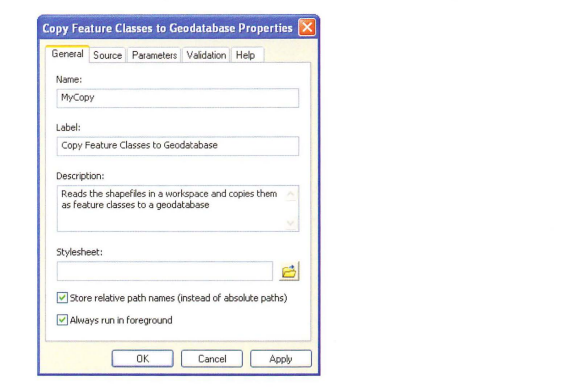 Copy Feature Classes to Geodatabase Properties
General Source Parameters Validation Help
Name:
MyCopy
Label:
Copy Feature Classes to Geodatabase
Description:
Reads the shapefiles in a workspace and copies them
as feature classes to a geodatabase
Stylesheet:
Store relative path names (instead of absolute paths)
Always run in foreground
OK Cancel Apply